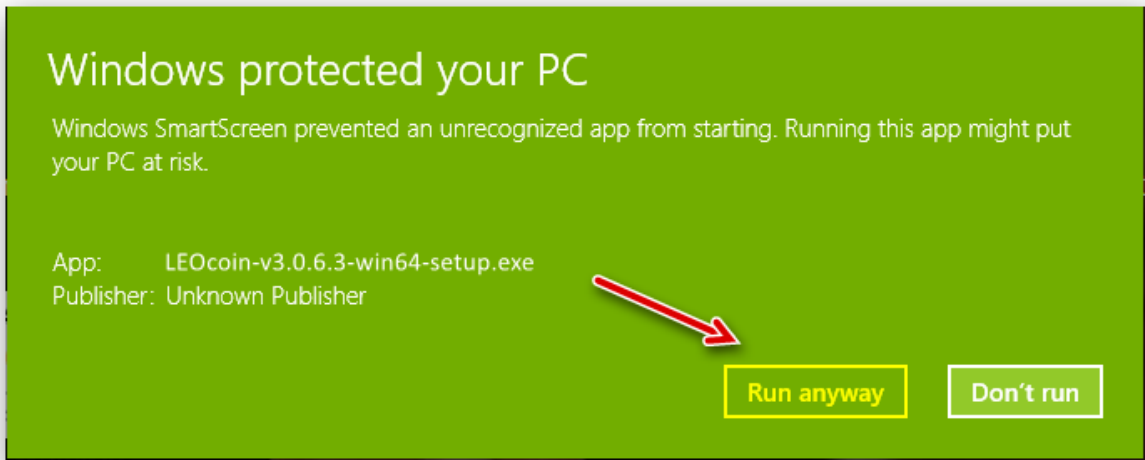 Windows protected your PC
Windows SmartScreen prevented an unrecognized app from starting. Running this app might put
your PC at risk.
App: LEOcoin-v3.0.6.3-win64-setup.exe
Publisher: Unknown Publisher
Run anyway Don't run